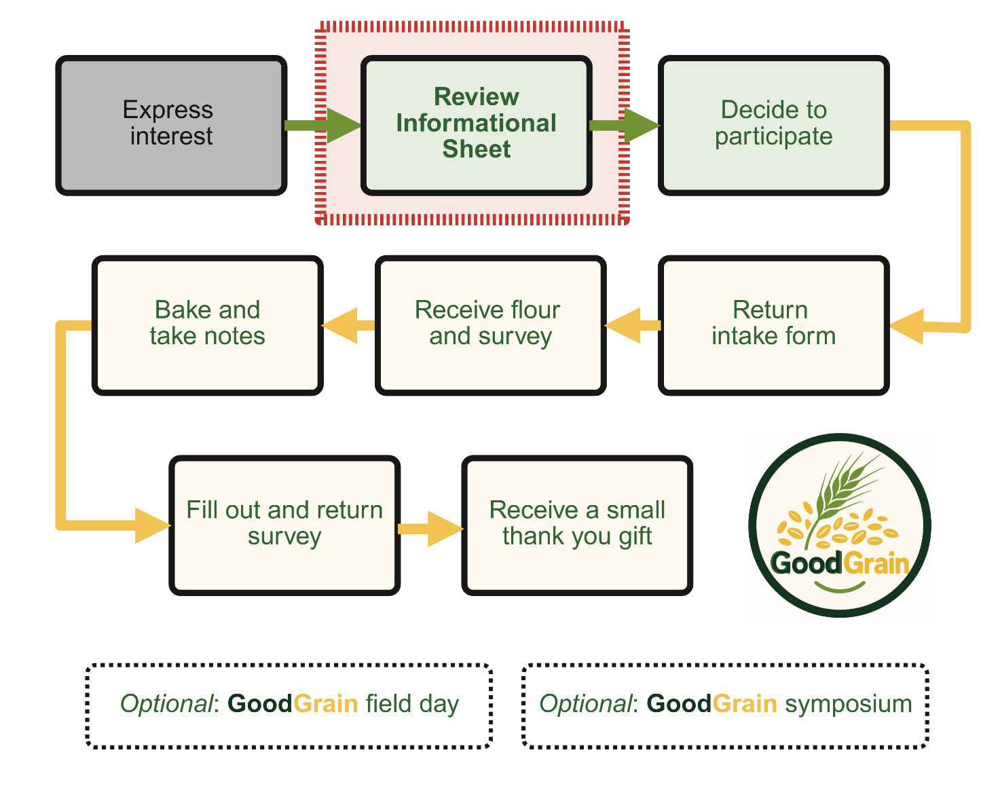 Express
interest
Review
Informational
Sheet
Decide to
participate
Bake and
take notes
Receive flour
and survey
Return
intake form
Fill out and return
survey
Receive a small
thank you gift
GoodGrain
Optional: GoodGrain field day
Optional: GoodGrain symposium